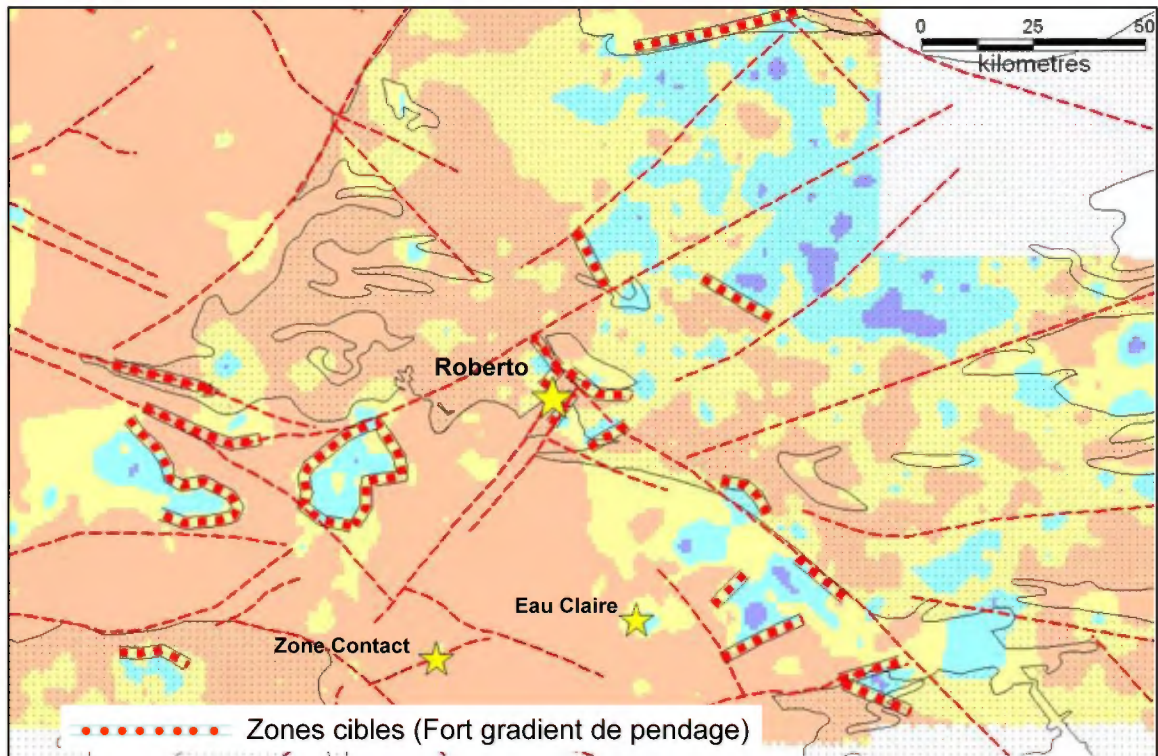 0 25 50
kilometres
Roberto
Eau Claire
Zone Contact
Zones cibles (Fort gradient de pendage)